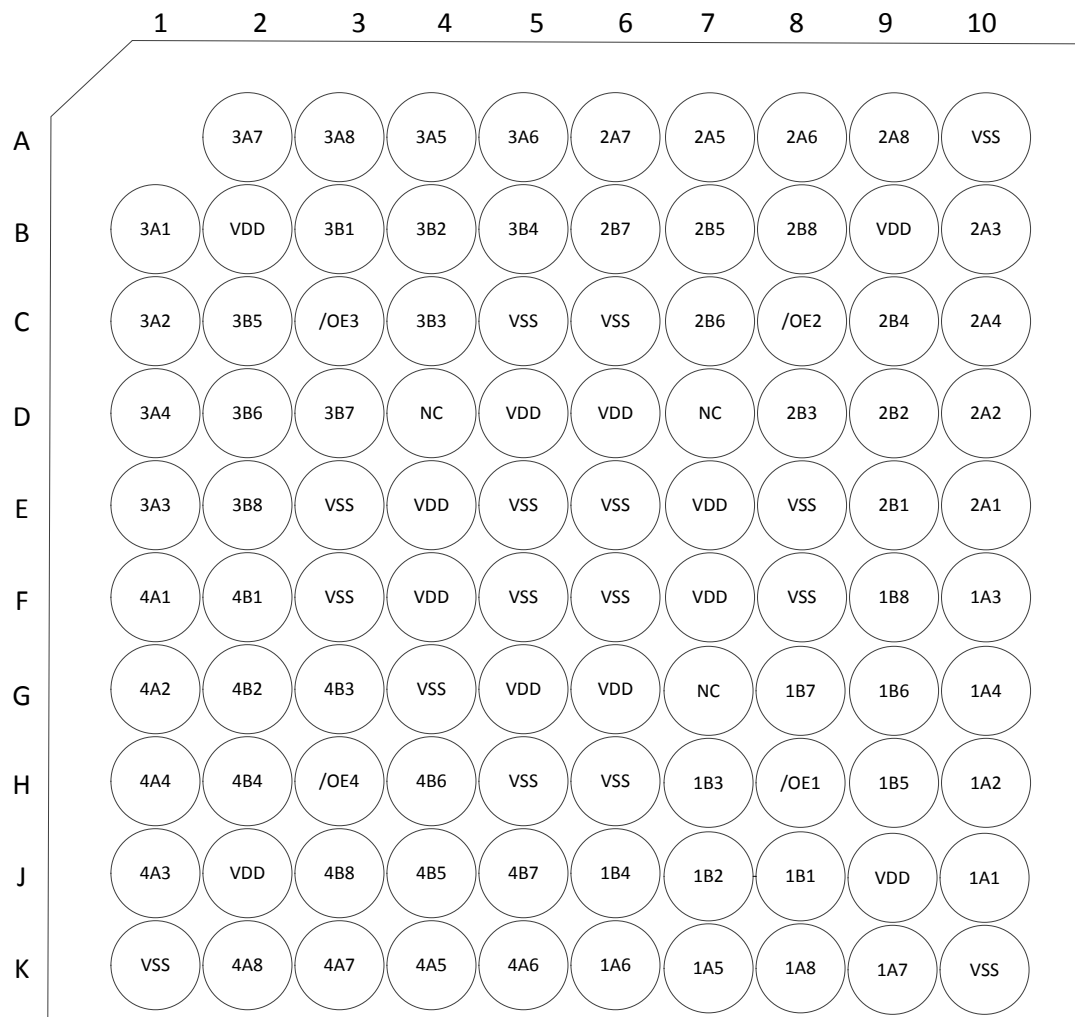 1 2 3 4 5 6 7 8 9 10
A 3A7 3A8 3A5 3A6 2A7 2A5 2A6 2A8 VSS
B 3A1 VDD 3B1 3B2 3B4 2B7 2B5 2B8 VDD 2A3
C 3A2 3B5 /OE3 3B3 VSS VSS 2B6 /OE2 2B4 2A4
D 3A4 3B6 3B7 NC VDD VDD NC 2B3 2B2 2A2
E 3A3 3B8 VSS VDD VSS VSS VDD VSS 2B1 2A1
F 4A1 4B1 VSS VDD VSS VSS VDD VSS 1B8 1A3
G 4A2 4B2 4B3 VSS VDD VDD NC 1B7 1B6 1A4
H 4A4 4B4 /OE4 4B6 VSS VSS 1B3 /OE1 1B5 1A2
J 4A3 VDD 4B8 4B5 4B7 1B4 1B2 1B1 VDD 1A1
K VSS 4A8 4A7 4A5 4A6 1A6 1A5 1A8 1A7 VSS